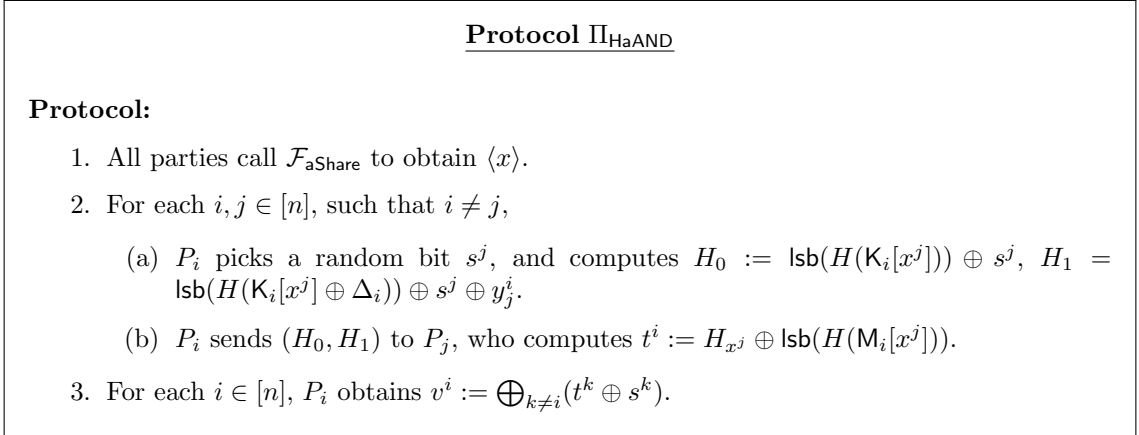 Protocol Π_HaAND
Protocol:
1. All parties call 𝓕_aShare to obtain ⟨x⟩.
2. For each i, j ∈ [n], such that i ≠ j,
(a) P_i picks a random bit s^j, and computes H_0 := lsb(H(K_i[x^j])) ⊕ s^j, H_1 =
lsb(H(K_i[x^j] ⊕ Δ_i)) ⊕ s^j ⊕ y_j^i.
(b) P_i sends (H_0, H_1) to P_j, who computes t^i := H_{x^j} ⊕ lsb(H(M_i[x^j])).
3. For each i ∈ [n], P_i obtains v^i := ⊕_{k≠i}(t^k ⊕ s^k).